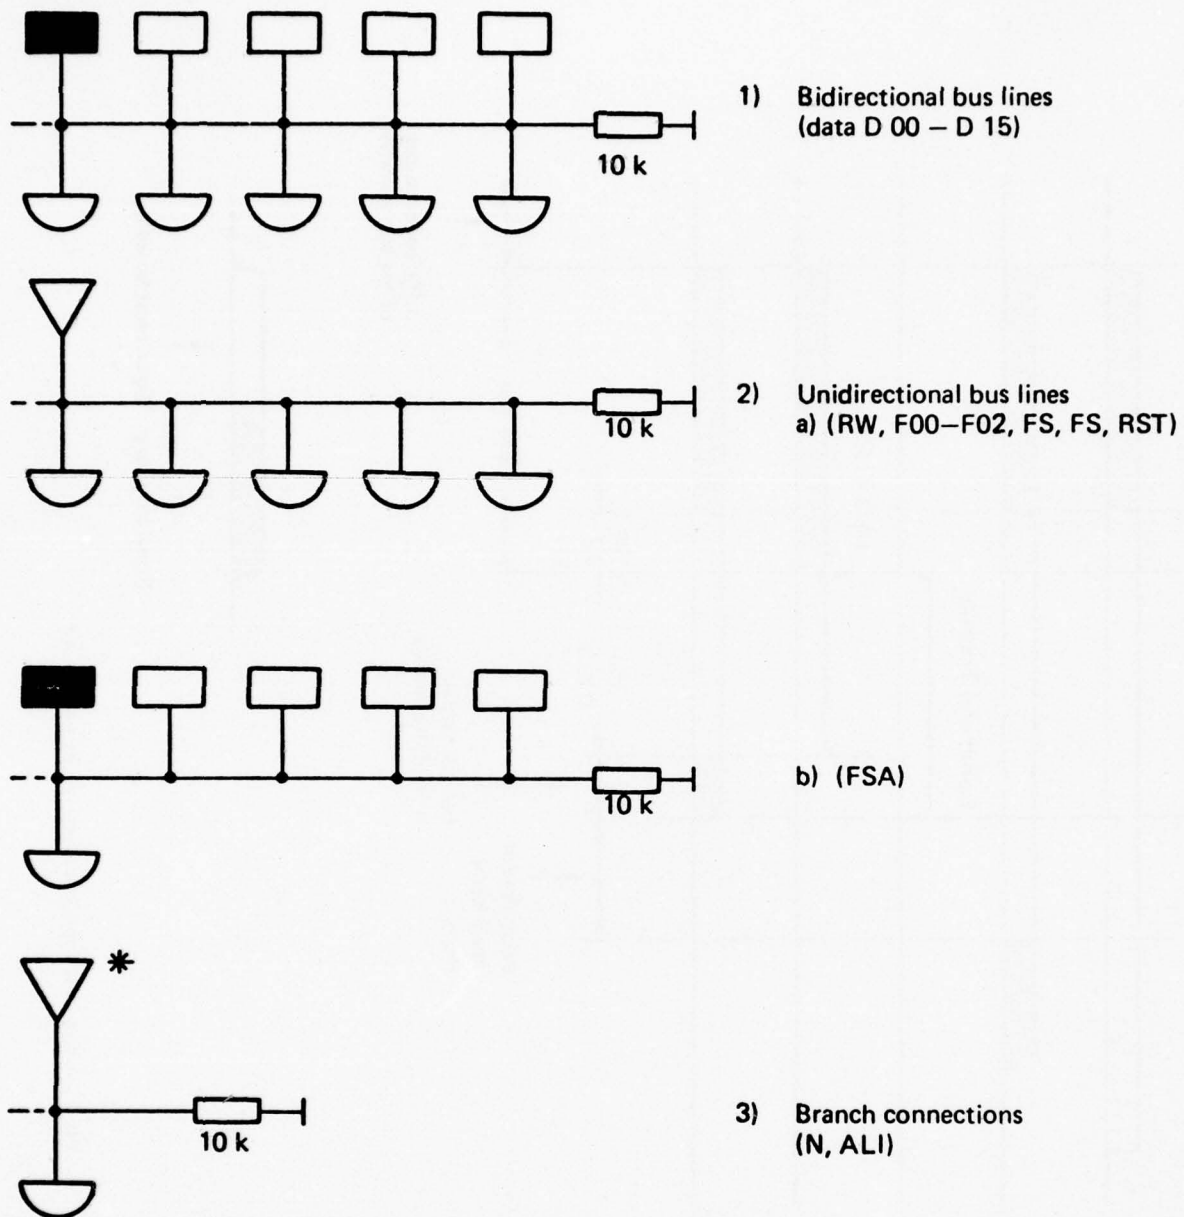 1) Bidirectional bus lines
(data D 00 – D 15)
10 k
2) Unidirectional bus lines
a) (RW, F00–F02, FS, FS, RST)
10 k
b) (FSA)
10 k
*
3) Branch connections
(N, ALI)
10 k